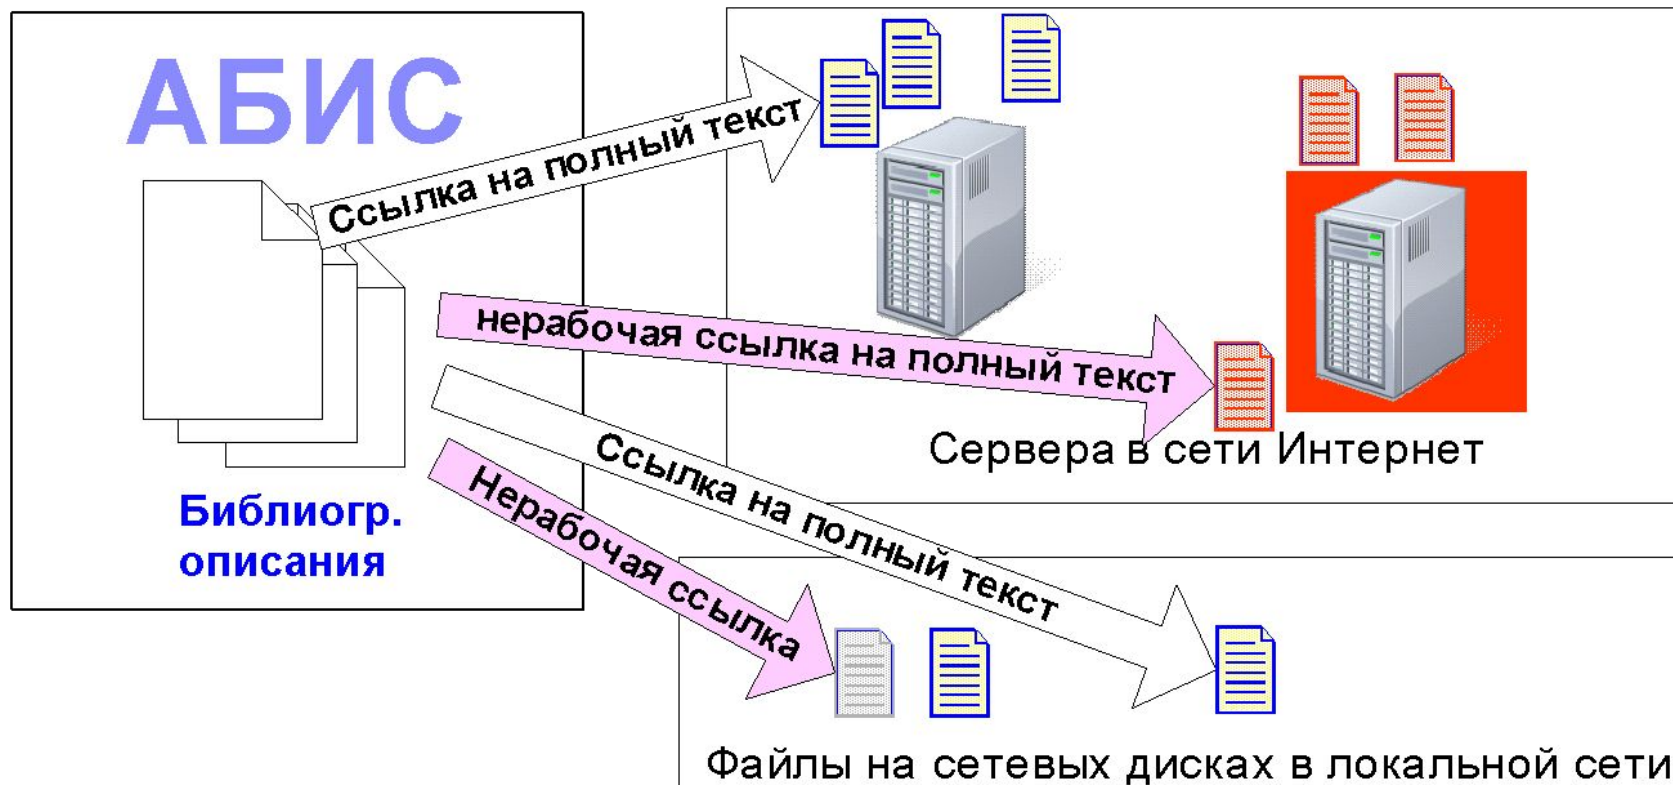 АБИС
Ссылка на полный текст
нерабочая ссылка на полный текст
Сервера в сети Интернет
Ссылка на полный текст
Нерабочая ссылка
Библиогр.
описания
Файлы на сетевых дисках в локальной сети